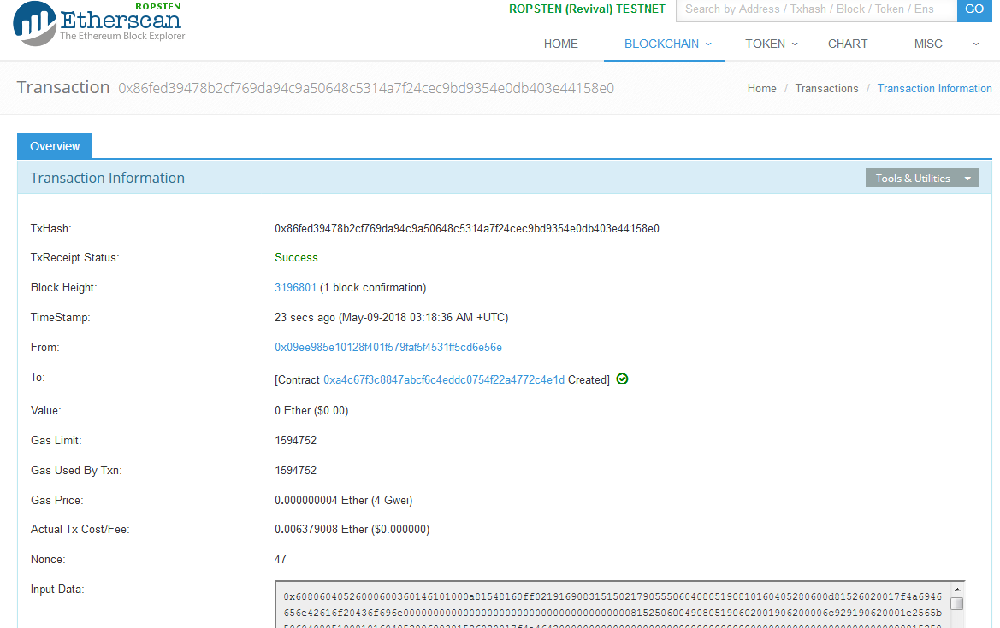 ROPSTEN
Etherscan
The Ethereum Block Explorer
ROPSTEN (Revival) TESTNET
Search by Address / Txhash / Block / Token / Ens
GO
HOME BLOCKCHAIN TOKEN CHART MISC
Transaction 0x86fed39478b2cf769da94c9a50648c5314a7f24cec9bd9354e0db403e44158e0
Home / Transactions / Transaction Information
Overview
Transaction Information
Tools & Utilities
TxHash: 0x86fed39478b2cf769da94c9a50648c5314a7f24cec9bd9354e0db403e44158e0
TxReceipt Status: Success
Block Height: 3196801 (1 block confirmation)
TimeStamp: 23 secs ago (May-09-2018 03:18:36 AM +UTC)
From: 0x09ee985e10128f401f579faf5f4531ff5cd6e56e
To: [Contract 0xa4c67f3c8847abcf6c4eddc0754f22a4772c4e1d Created]
Value: 0 Ether ($0.00)
Gas Limit: 1594752
Gas Used By Txn: 1594752
Gas Price: 0.000000004 Ether (4 Gwei)
Actual Tx Cost/Fee: 0.006379008 Ether ($0.000000)
Nonce: 47
Input Data:
0x60806040526000600360146101000a81548160ff021916908315150217905550604080519081016040528060​0d81526020017f4a6946
656e42616f20436f696e000000000000000000000000000000000000008152506004908051906020019062​00006c929190620001e2565b